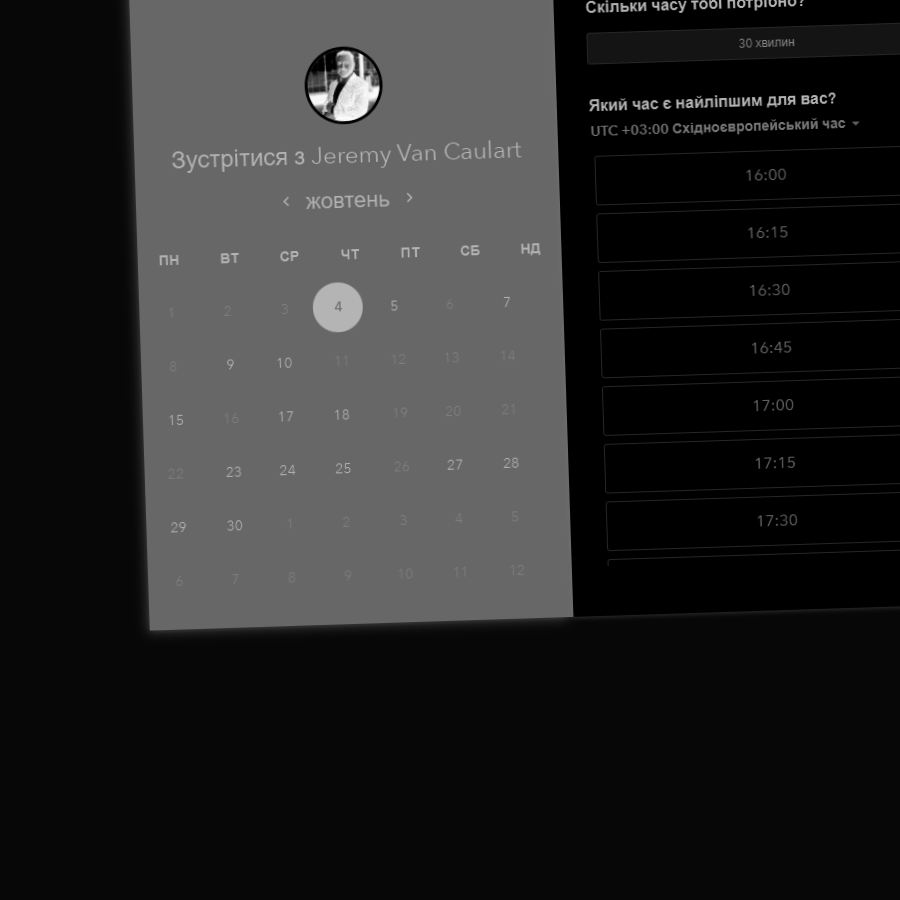 Зустрітися з Jeremy Van Caulart
‹ жовтень ›
ПН ВТ СР ЧТ ПТ СБ НД
1 2 3 4 5 6 7
8 9 10 11 12 13 14
15 16 17 18 19 20 21
22 23 24 25 26 27 28
29 30 1 2 3 4 5
6 7 8 9 10 11 12
Скільки часу тобі потрібно?
30 хвилин
Який час є найліпшим для вас?
UTC +03:00 Східноєвропейський час
16:00
16:15
16:30
16:45
17:00
17:15
17:30